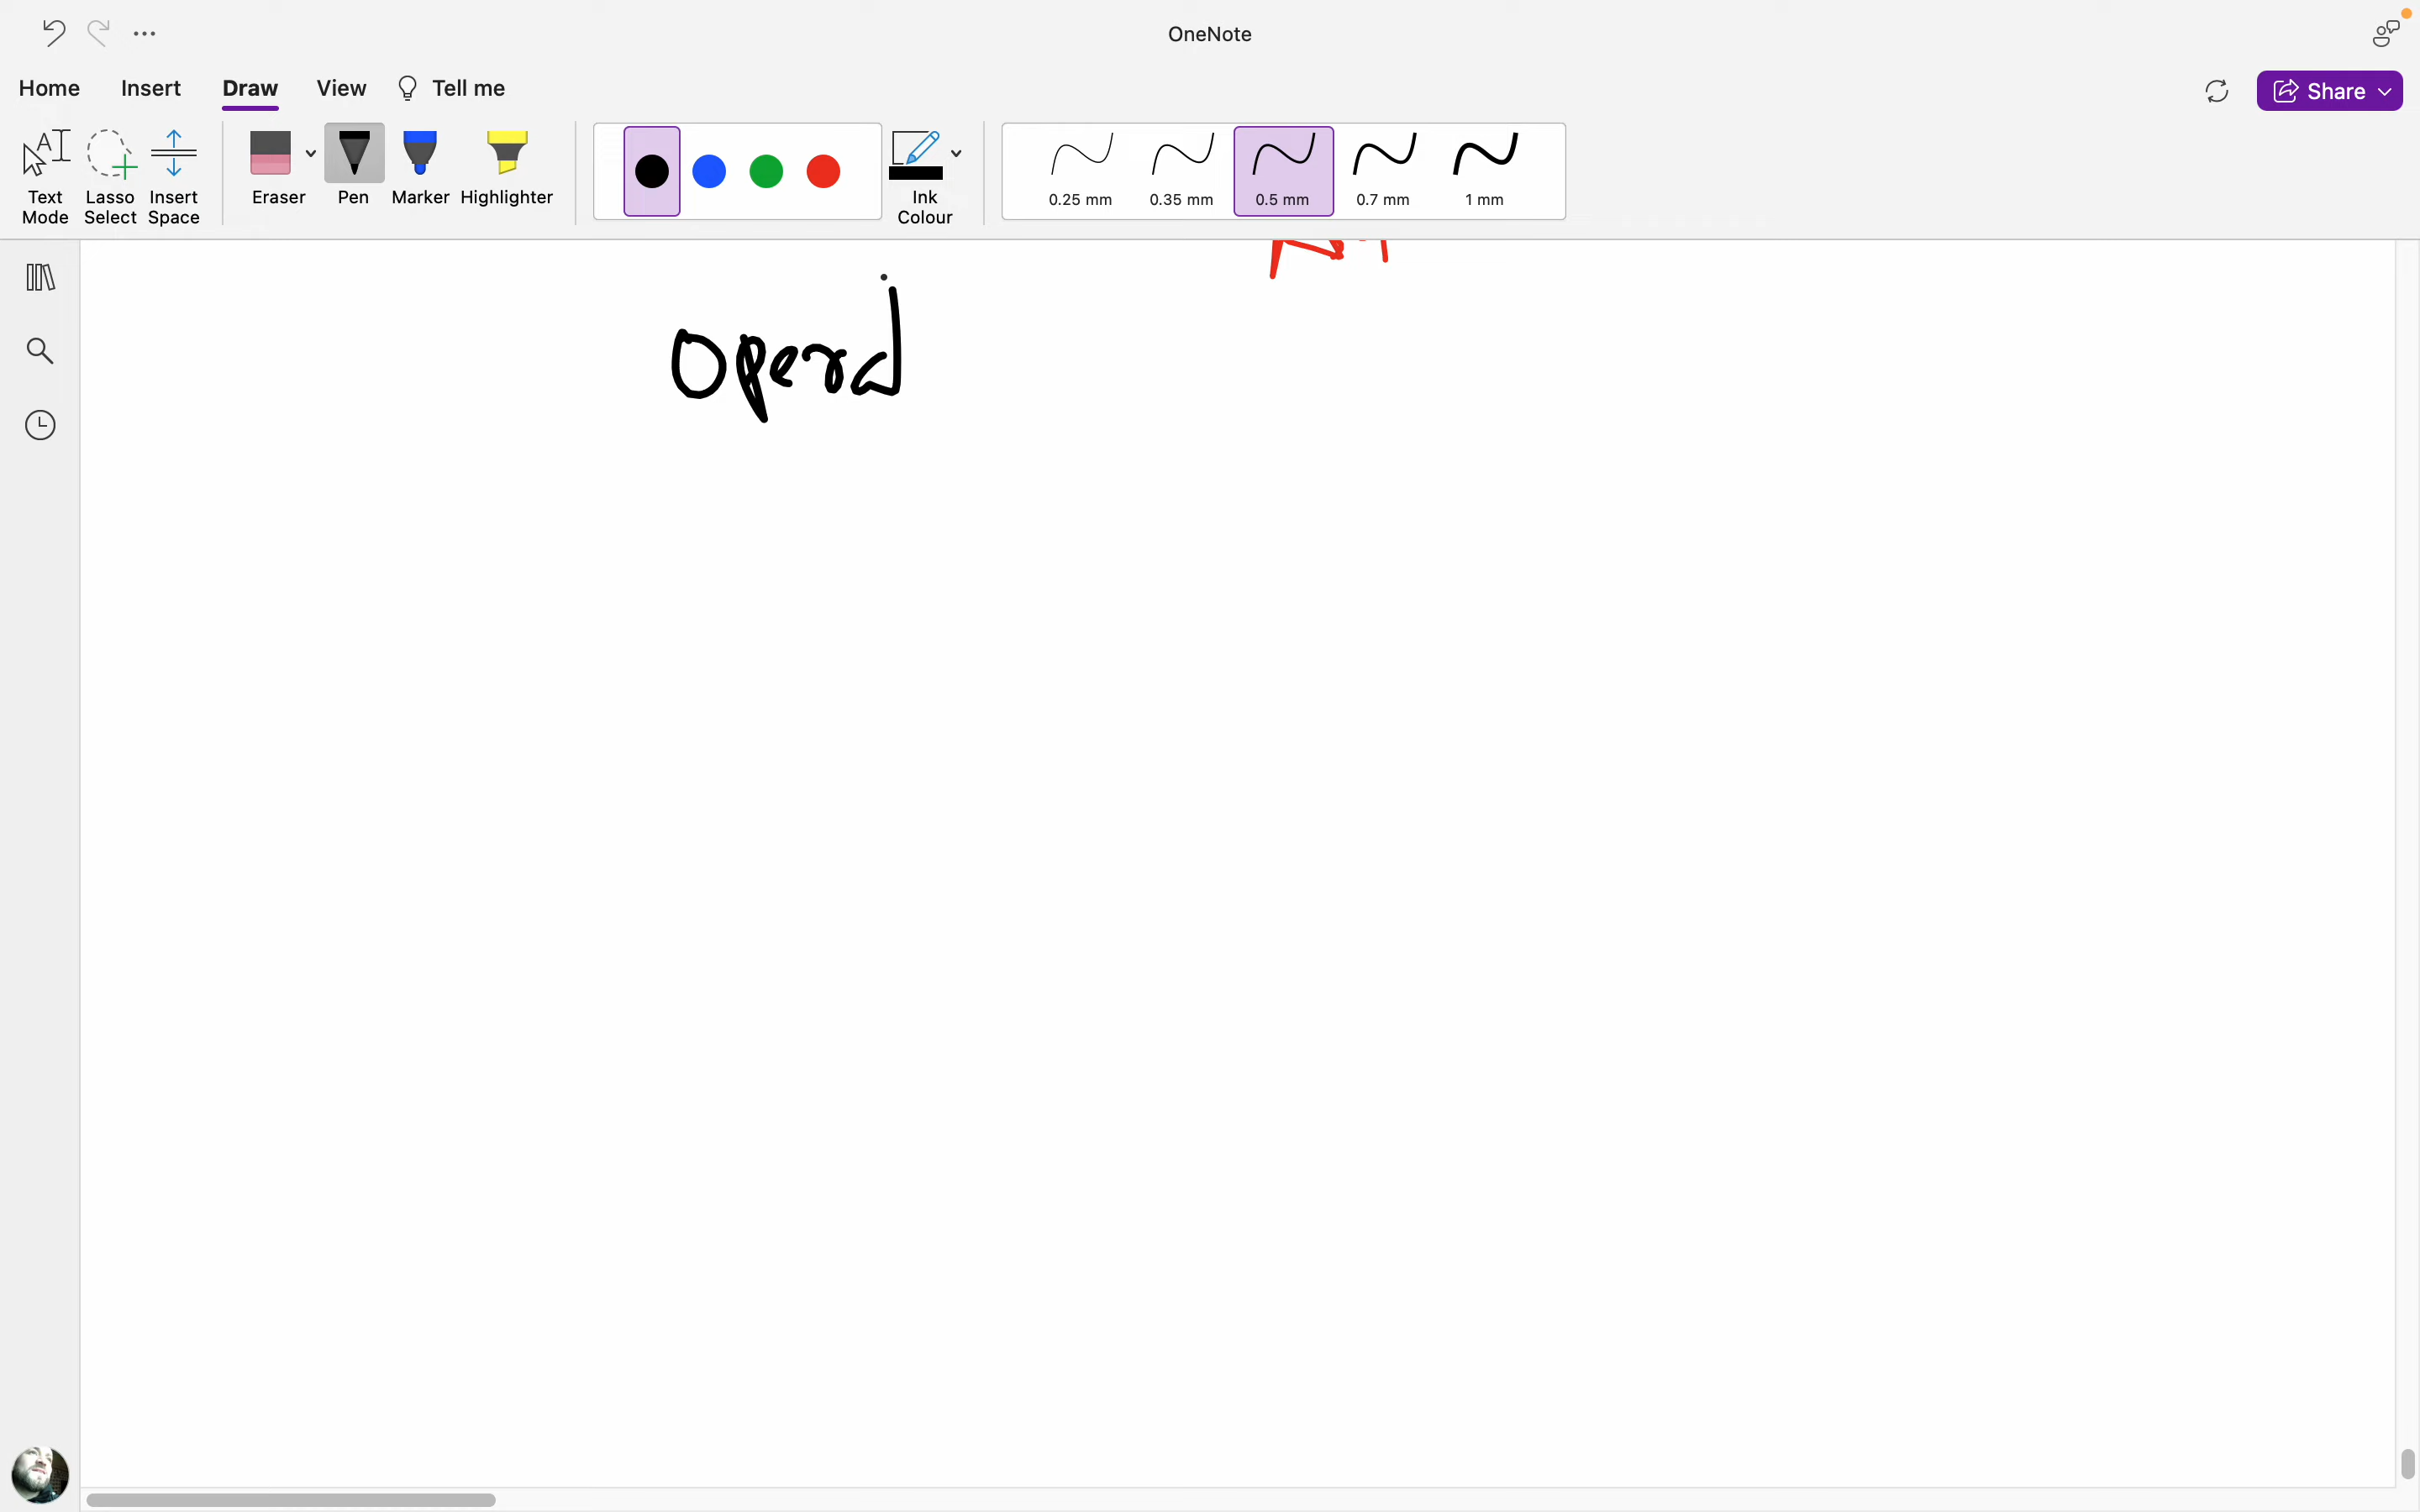 OneNote
Home Insert Draw View Tell me Share
Text Mode Lasso Select Insert Space Eraser Pen Marker Highlighter Ink Colour 0.25 mm 0.35 mm 0.5 mm 0.7 mm 1 mm
operd